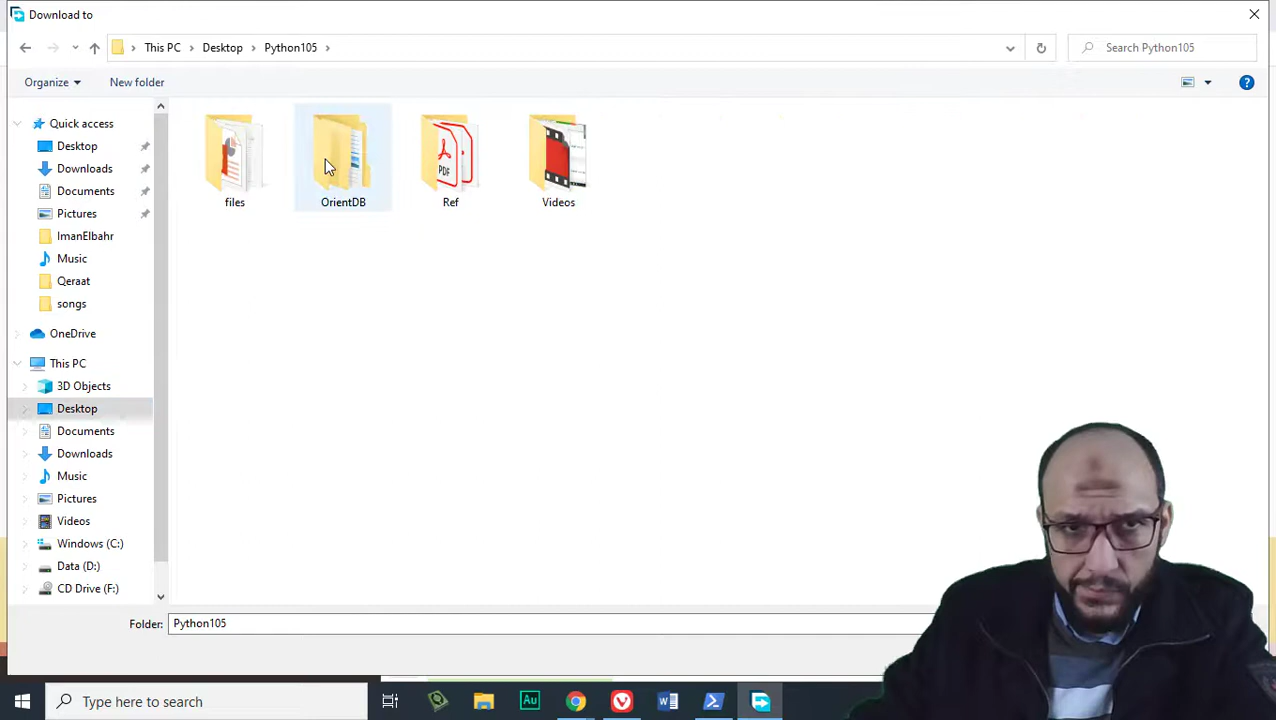 Download to
This PC
Desktop
Python105
Search Python105
Organize
New folder
Quick access
Desktop
Downloads
Documents
Pictures
ImanElbahr
Music
Qeraat
songs
OneDrive
This PC
3D Objects
Desktop
Documents
Downloads
Music
Pictures
Videos
Windows (C:)
Data (D:)
CD Drive (F:)
files
OrientDB
PDF
Ref
Videos
Folder:
Python105
Type here to search
Au